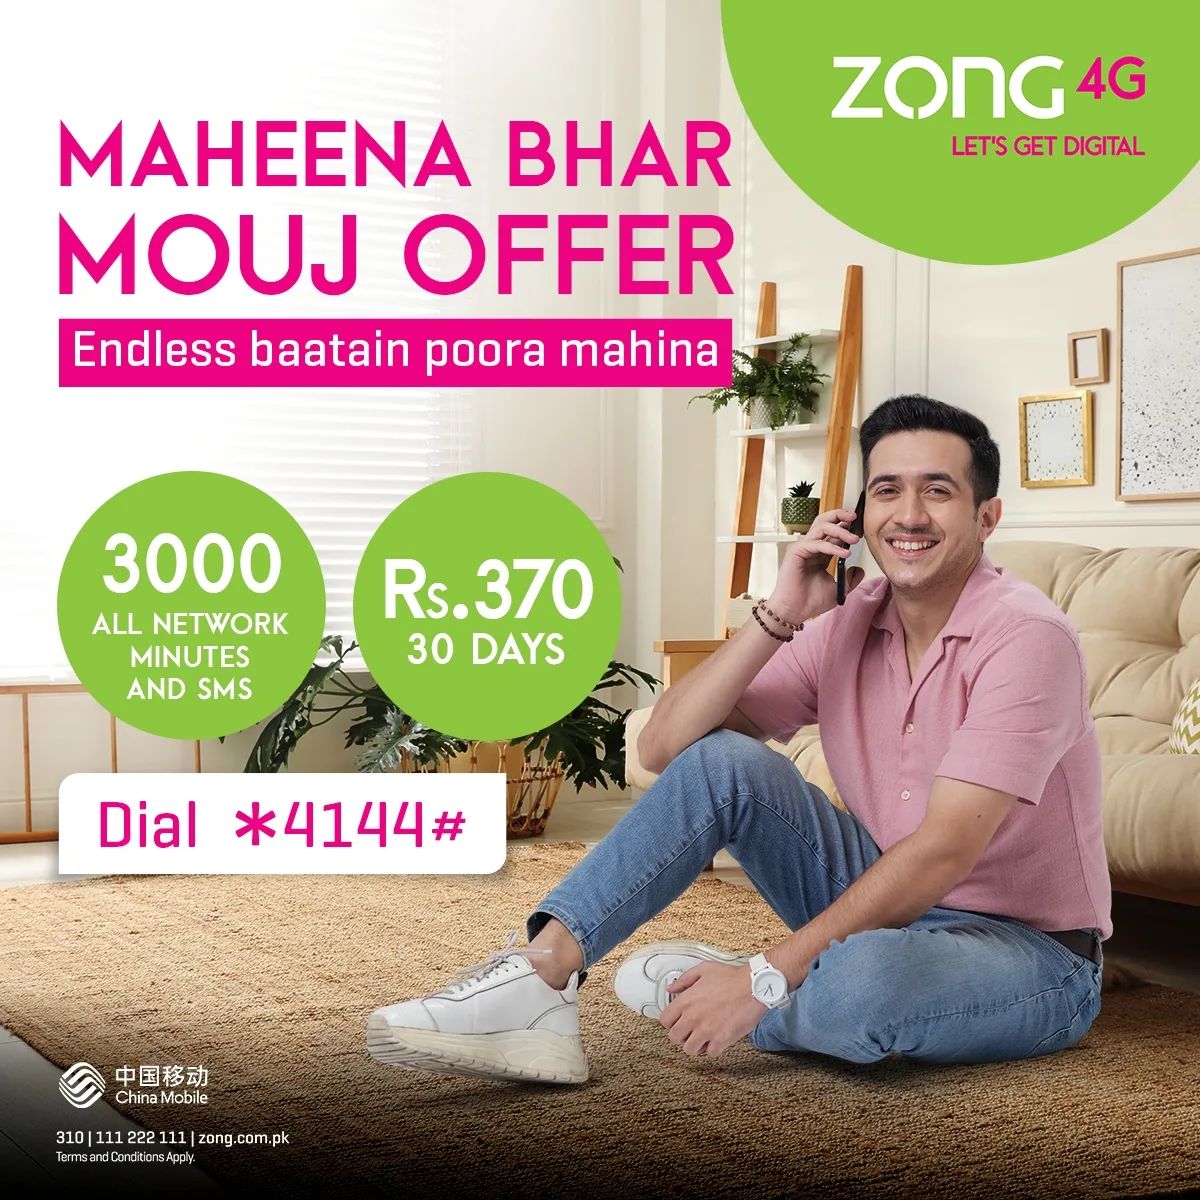 ZONG 4G
LET'S GET DIGITAL
MAHEENA BHAR
MOUJ OFFER
Endless baatain poora mahina
3000
ALL NETWORK
MINUTES
AND SMS
Rs.370
30 DAYS
Dial *4144#
中国移动
China Mobile
310 | 111 222 111 | zong.com.pk
Terms and Conditions Apply.